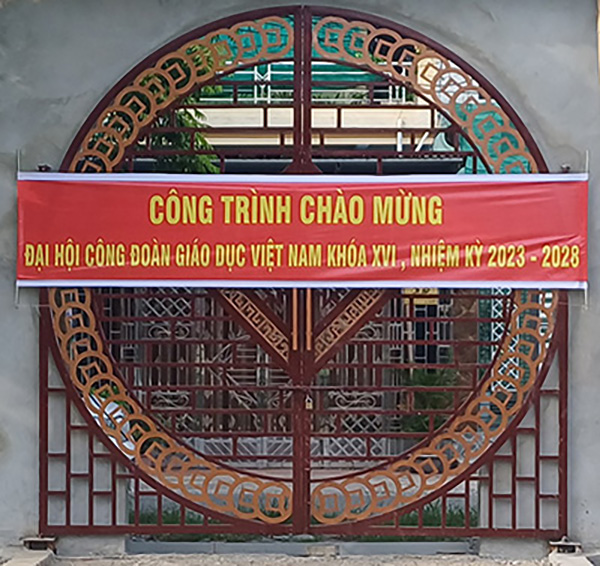 CÔNG TRÌNH CHÀO MỪNG
ĐẠI HỘI CÔNG ĐOÀN GIÁO DỤC VIỆT NAM KHÓA XVI , NHIỆM KỲ 2023 - 2028